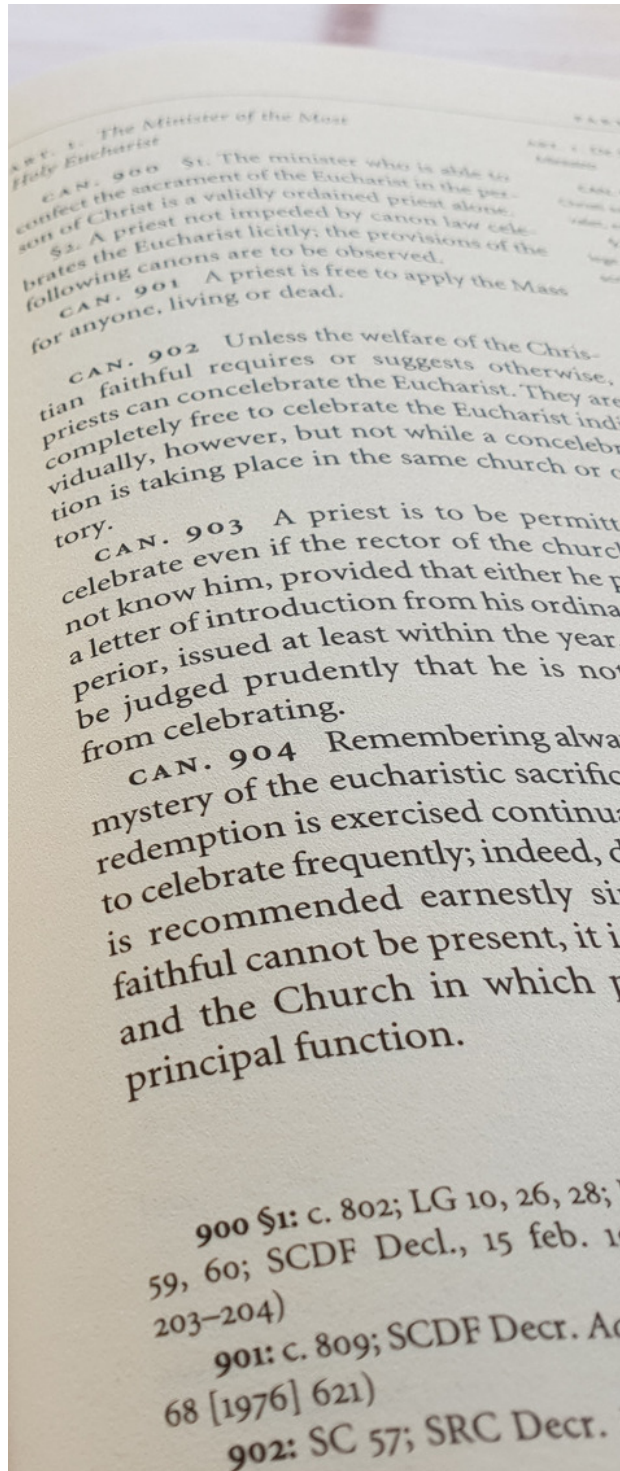 ART. 1. The Minister of the Most
Holy Eucharist
CAN. 900 §1. The minister who is able to
confect the sacrament of the Eucharist in the per-
son of Christ is a validly ordained priest alone.
§2. A priest not impeded by canon law cele-
brates the Eucharist licitly; the provisions of the
following canons are to be observed.
CAN. 901 A priest is free to apply the Mass
for anyone, living or dead.
CAN. 902 Unless the welfare of the Chris-
tian faithful requires or suggests otherwise,
priests can concelebrate the Eucharist. They are
completely free to celebrate the Eucharist indi
vidually, however, but not while a concelebr
tion is taking place in the same church or o
tory.
CAN. 903 A priest is to be permitt
celebrate even if the rector of the churc
not know him, provided that either he p
a letter of introduction from his ordina
perior, issued at least within the year
be judged prudently that he is not
from celebrating.
CAN. 904 Remembering alwa
mystery of the eucharistic sacrific
redemption is exercised continua
to celebrate frequently; indeed, d
is recommended earnestly sin
faithful cannot be present, it i
and the Church in which p
principal function.
900 §1: c. 802; LG 10, 26, 28;
59, 60; SCDF Decl., 15 feb. 1
203–204)
901: c. 809; SCDF Decr. Ac
68 [1976] 621)
902: SC 57; SRC Decr.